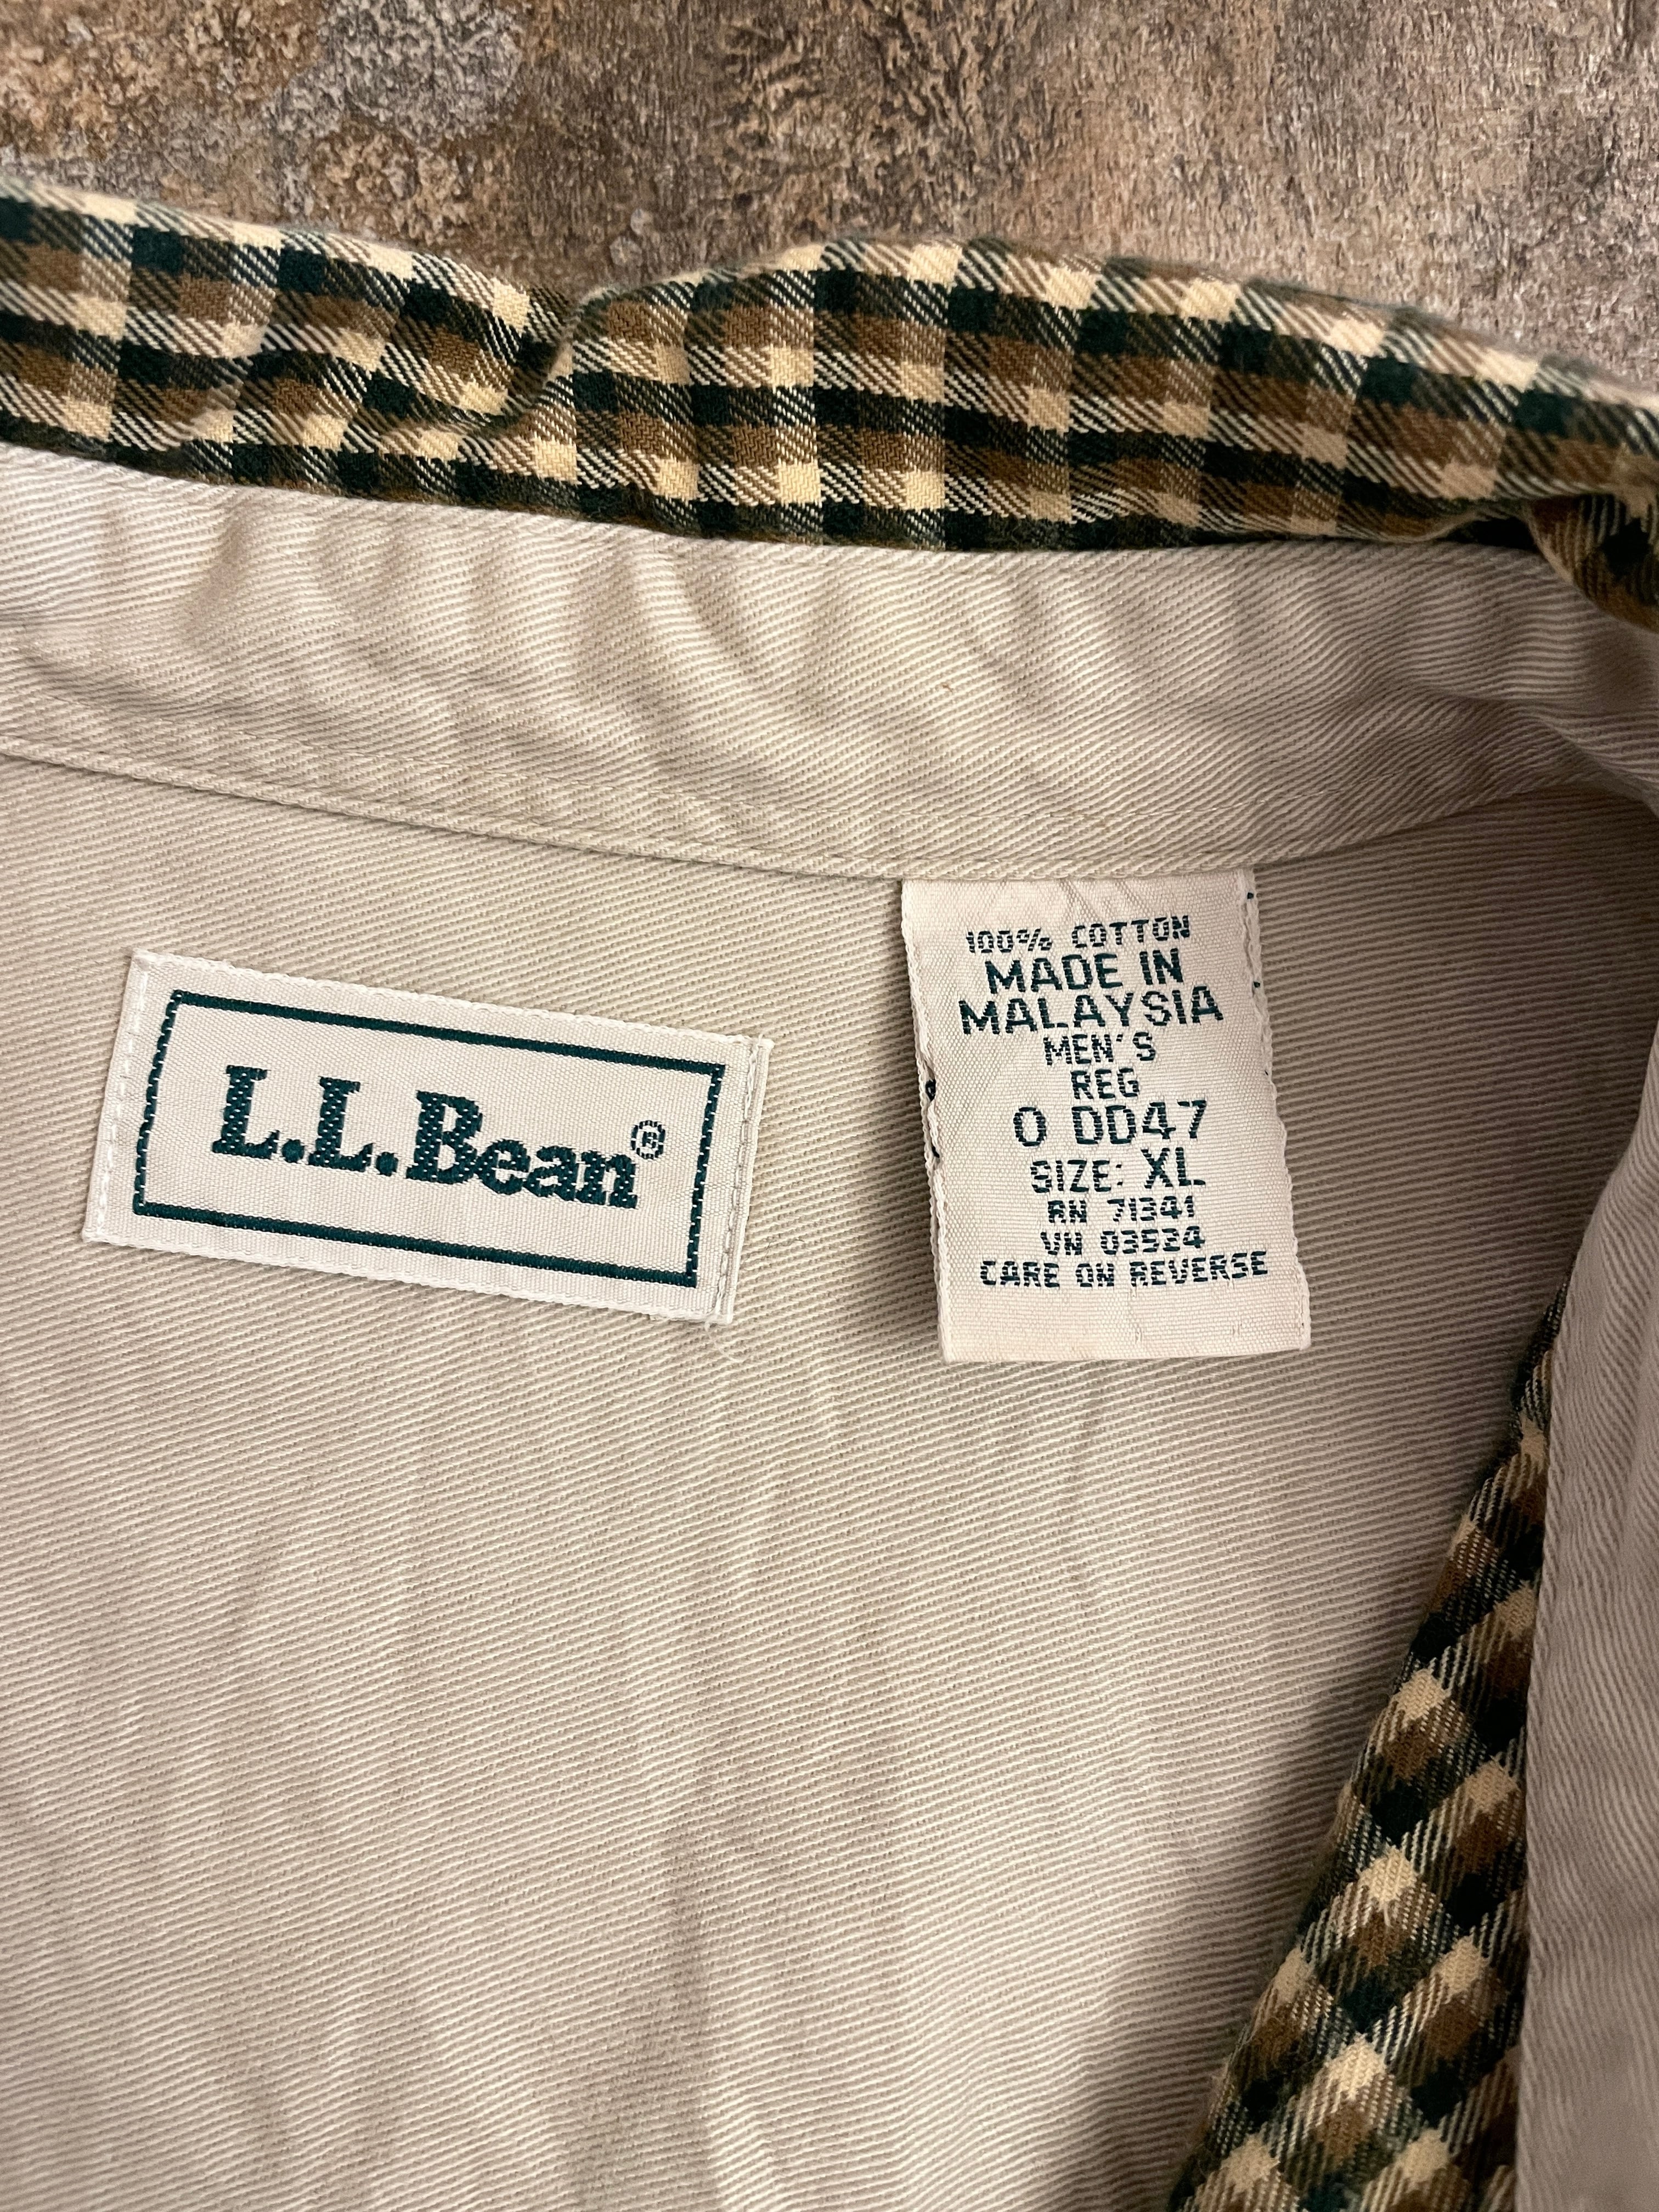 L.L.Bean®
100% COTTON
MADE IN
MALAYSIA
MEN'S
REG
0 DD47
SIZE: XL
RN 71341
VN 03524
CARE ON REVERSE